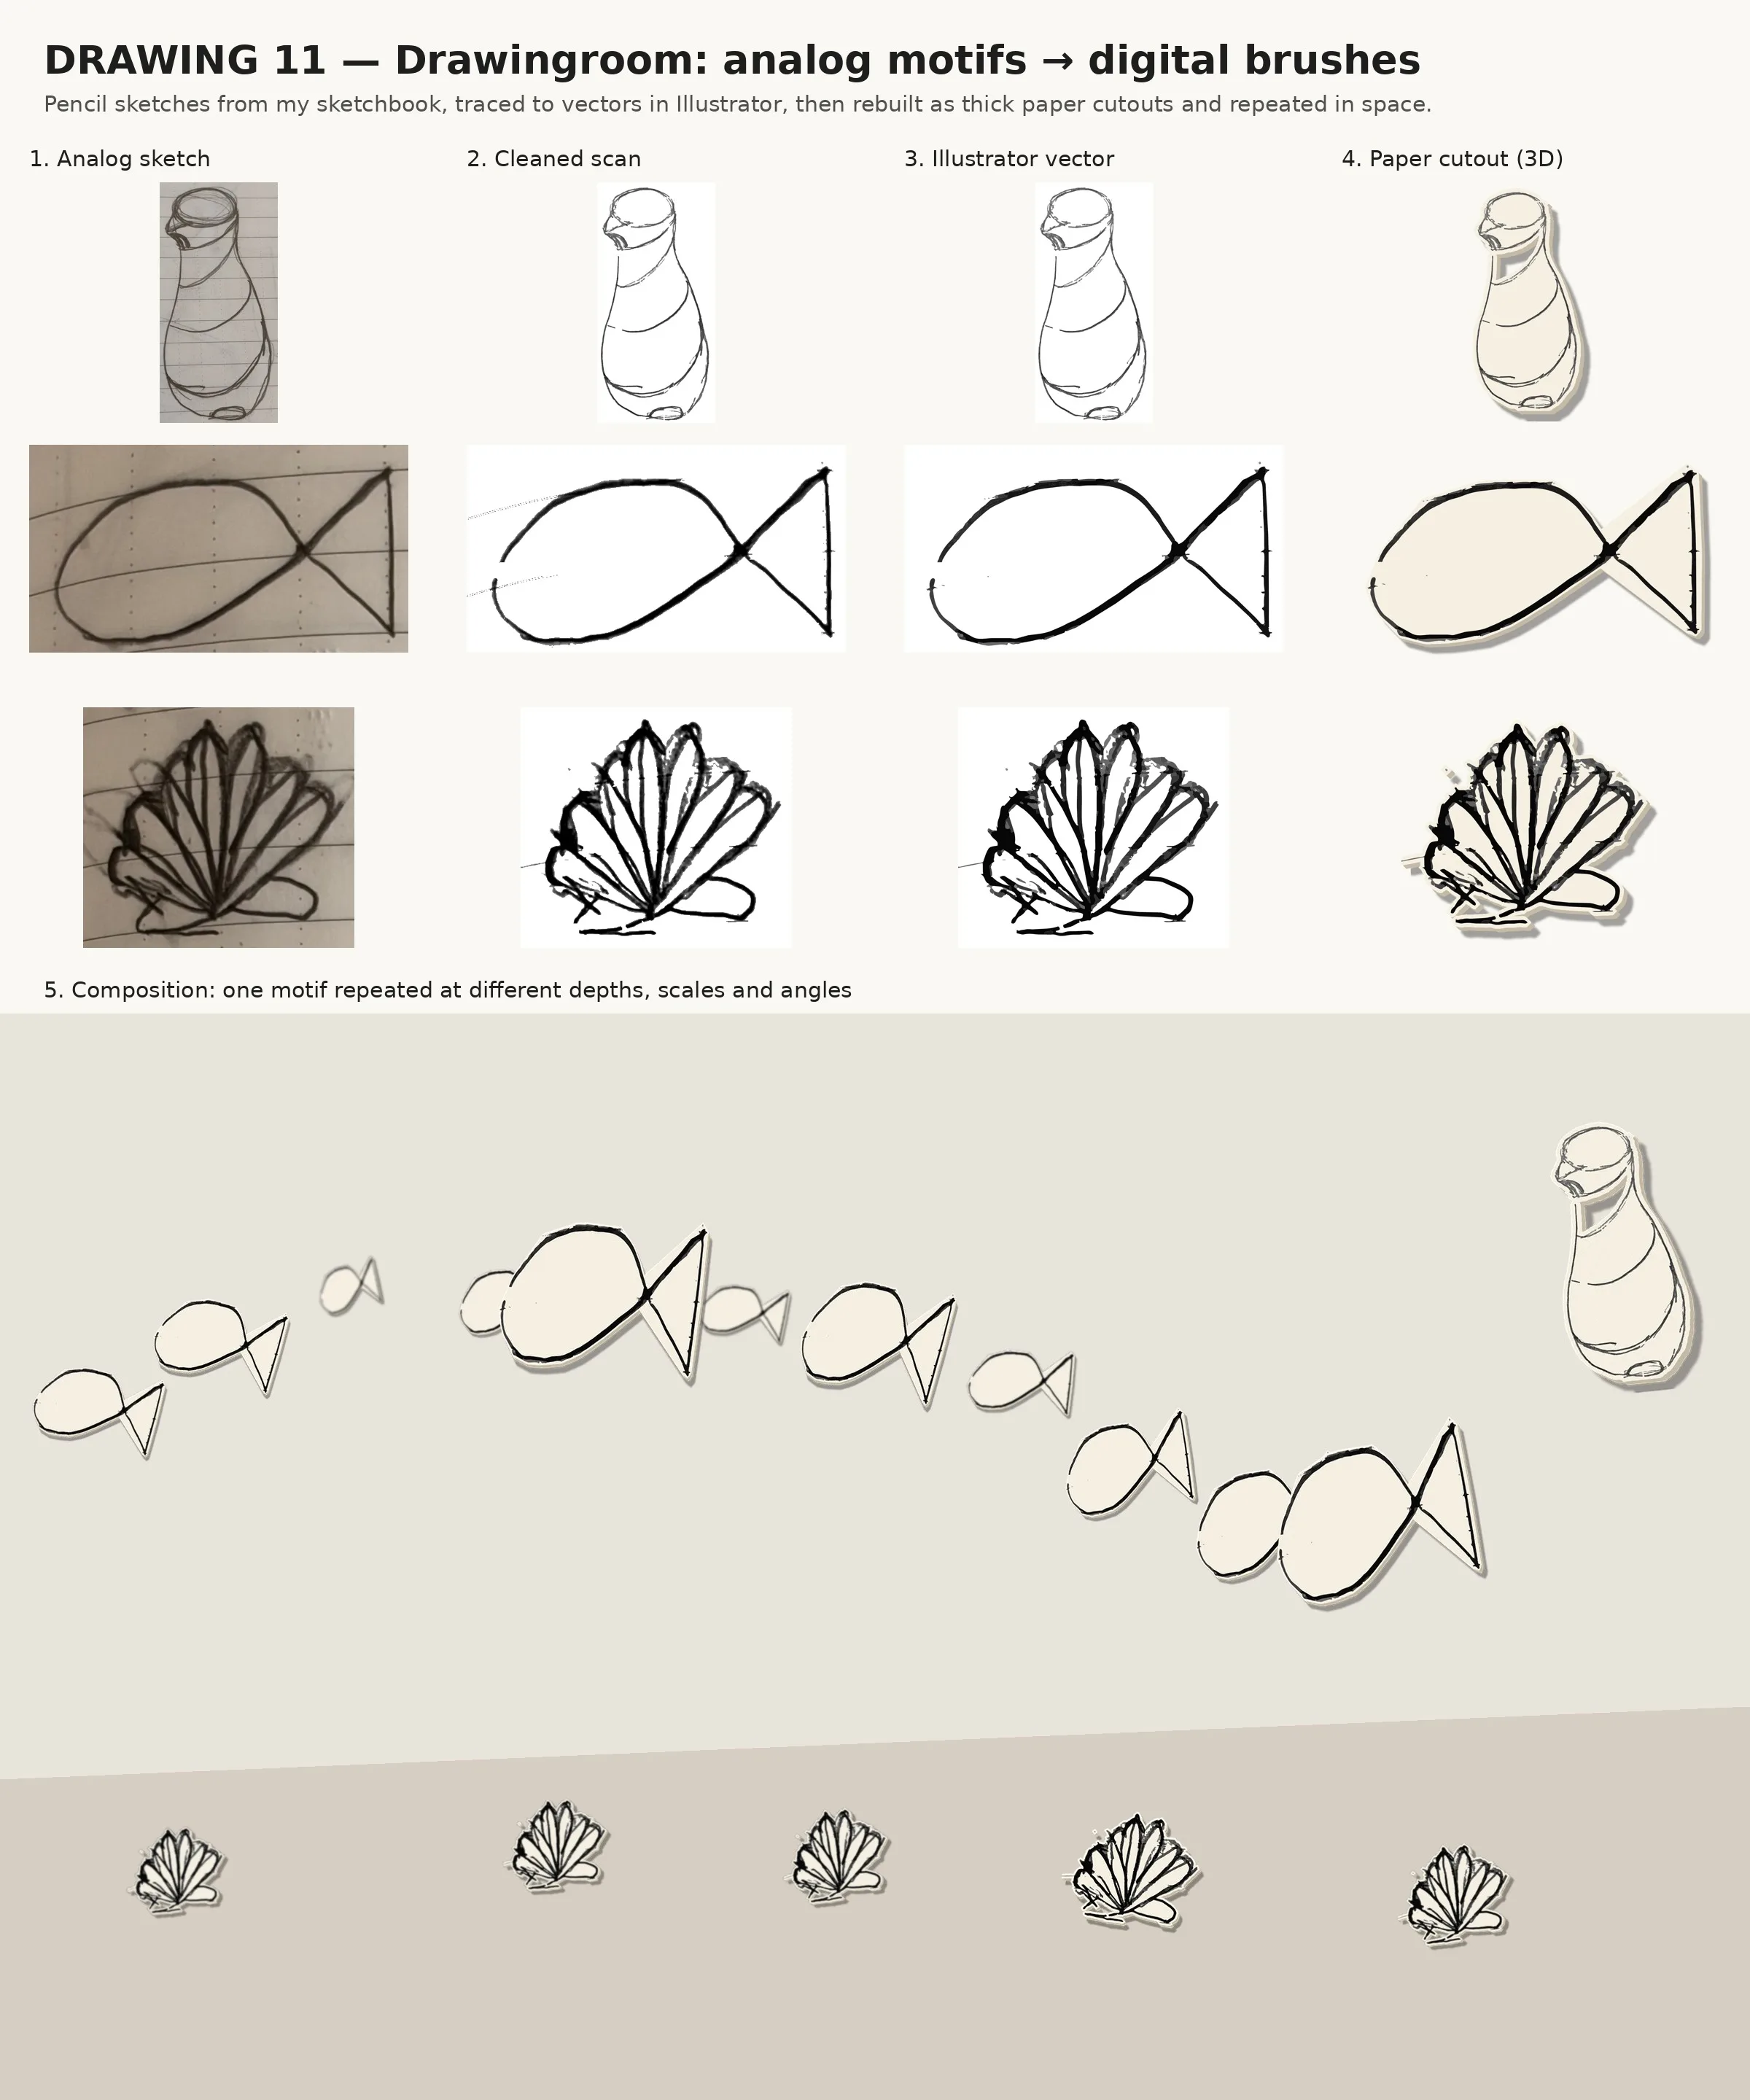 DRAWING 11 — Drawingroom: analog motifs → digital brushes
Pencil sketches from my sketchbook, traced to vectors in Illustrator, then rebuilt as thick paper cutouts and repeated in space.
1. Analog sketch
2. Cleaned scan
3. Illustrator vector
4. Paper cutout (3D)
5. Composition: one motif repeated at different depths, scales and angles